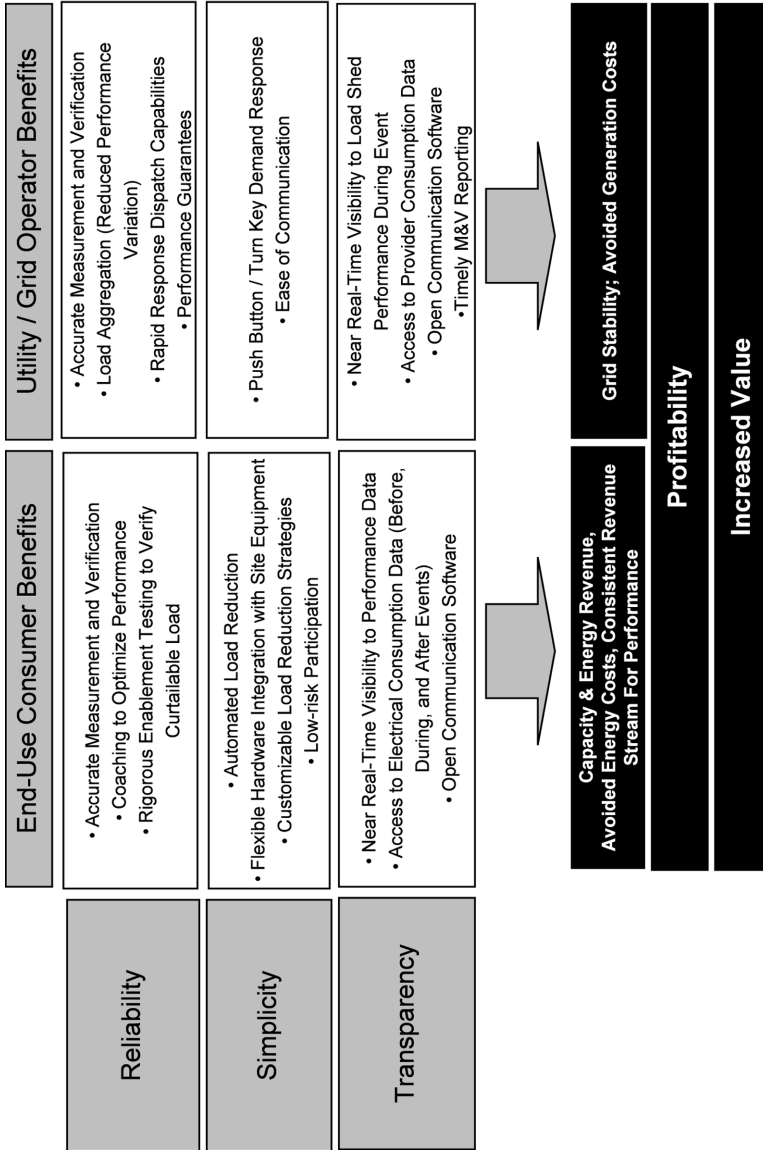 End-Use Consumer Benefits
Utility / Grid Operator Benefits
Reliability
• Accurate Measurement and Verification
• Coaching to Optimize Performance
• Rigorous Enablement Testing to Verify
Curtailable Load
• Accurate Measurement and Verification
• Load Aggregation (Reduced Performance
Variation)
• Rapid Response Dispatch Capabilities
• Performance Guarantees
Simplicity
• Automated Load Reduction
• Flexible Hardware Integration with Site Equipment
• Customizable Load Reduction Strategies
• Low-risk Participation
• Push Button / Turn Key Demand Response
• Ease of Communication
Transparency
• Near Real-Time Visibility to Performance Data
• Access to Electrical Consumption Data (Before,
During, and After Events)
• Open Communication Software
• Near Real-Time Visibility to Load Shed
Performance During Event
• Access to Provider Consumption Data
• Open Communication Software
•Timely M&V Reporting
Capacity & Energy Revenue,
Avoided Energy Costs, Consistent Revenue
Stream For Performance
Grid Stability; Avoided Generation Costs
Profitability
Increased Value